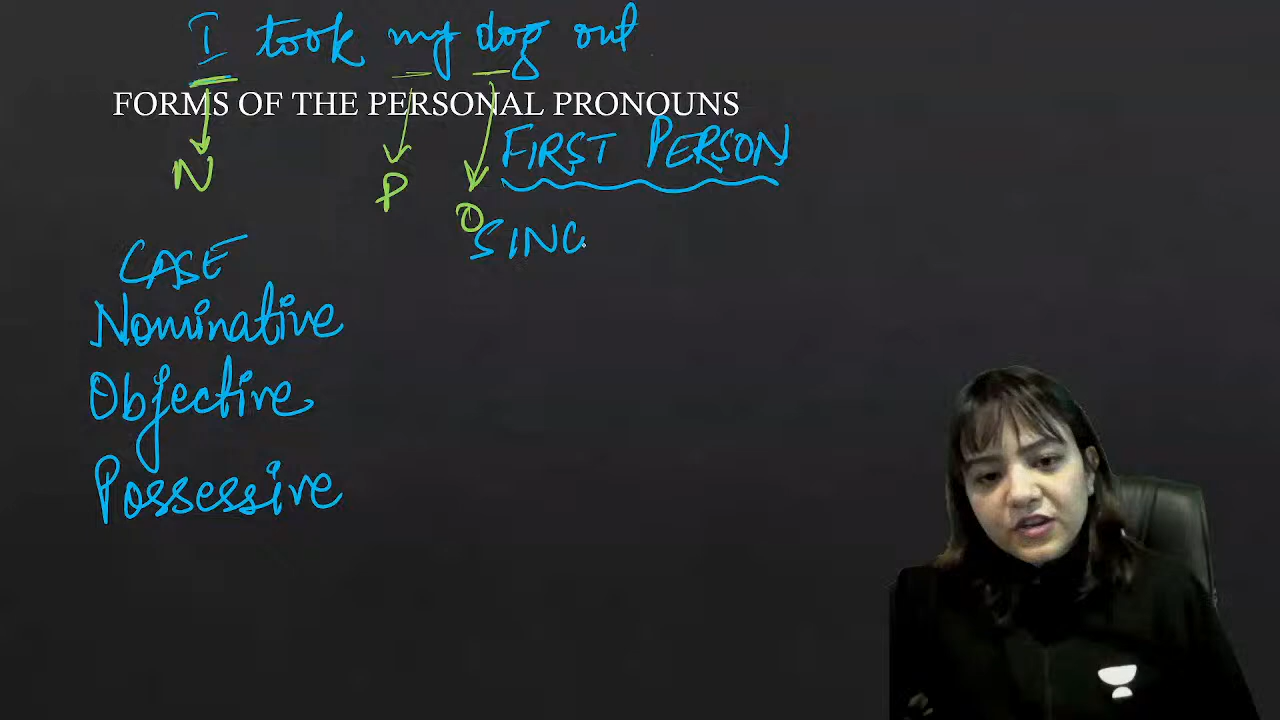 I took my dog out
FORMS OF THE PERSONAL PRONOUNS
FIRST PERSON
N
P
O
SING
CASE
Nominative
Objective
Possessive